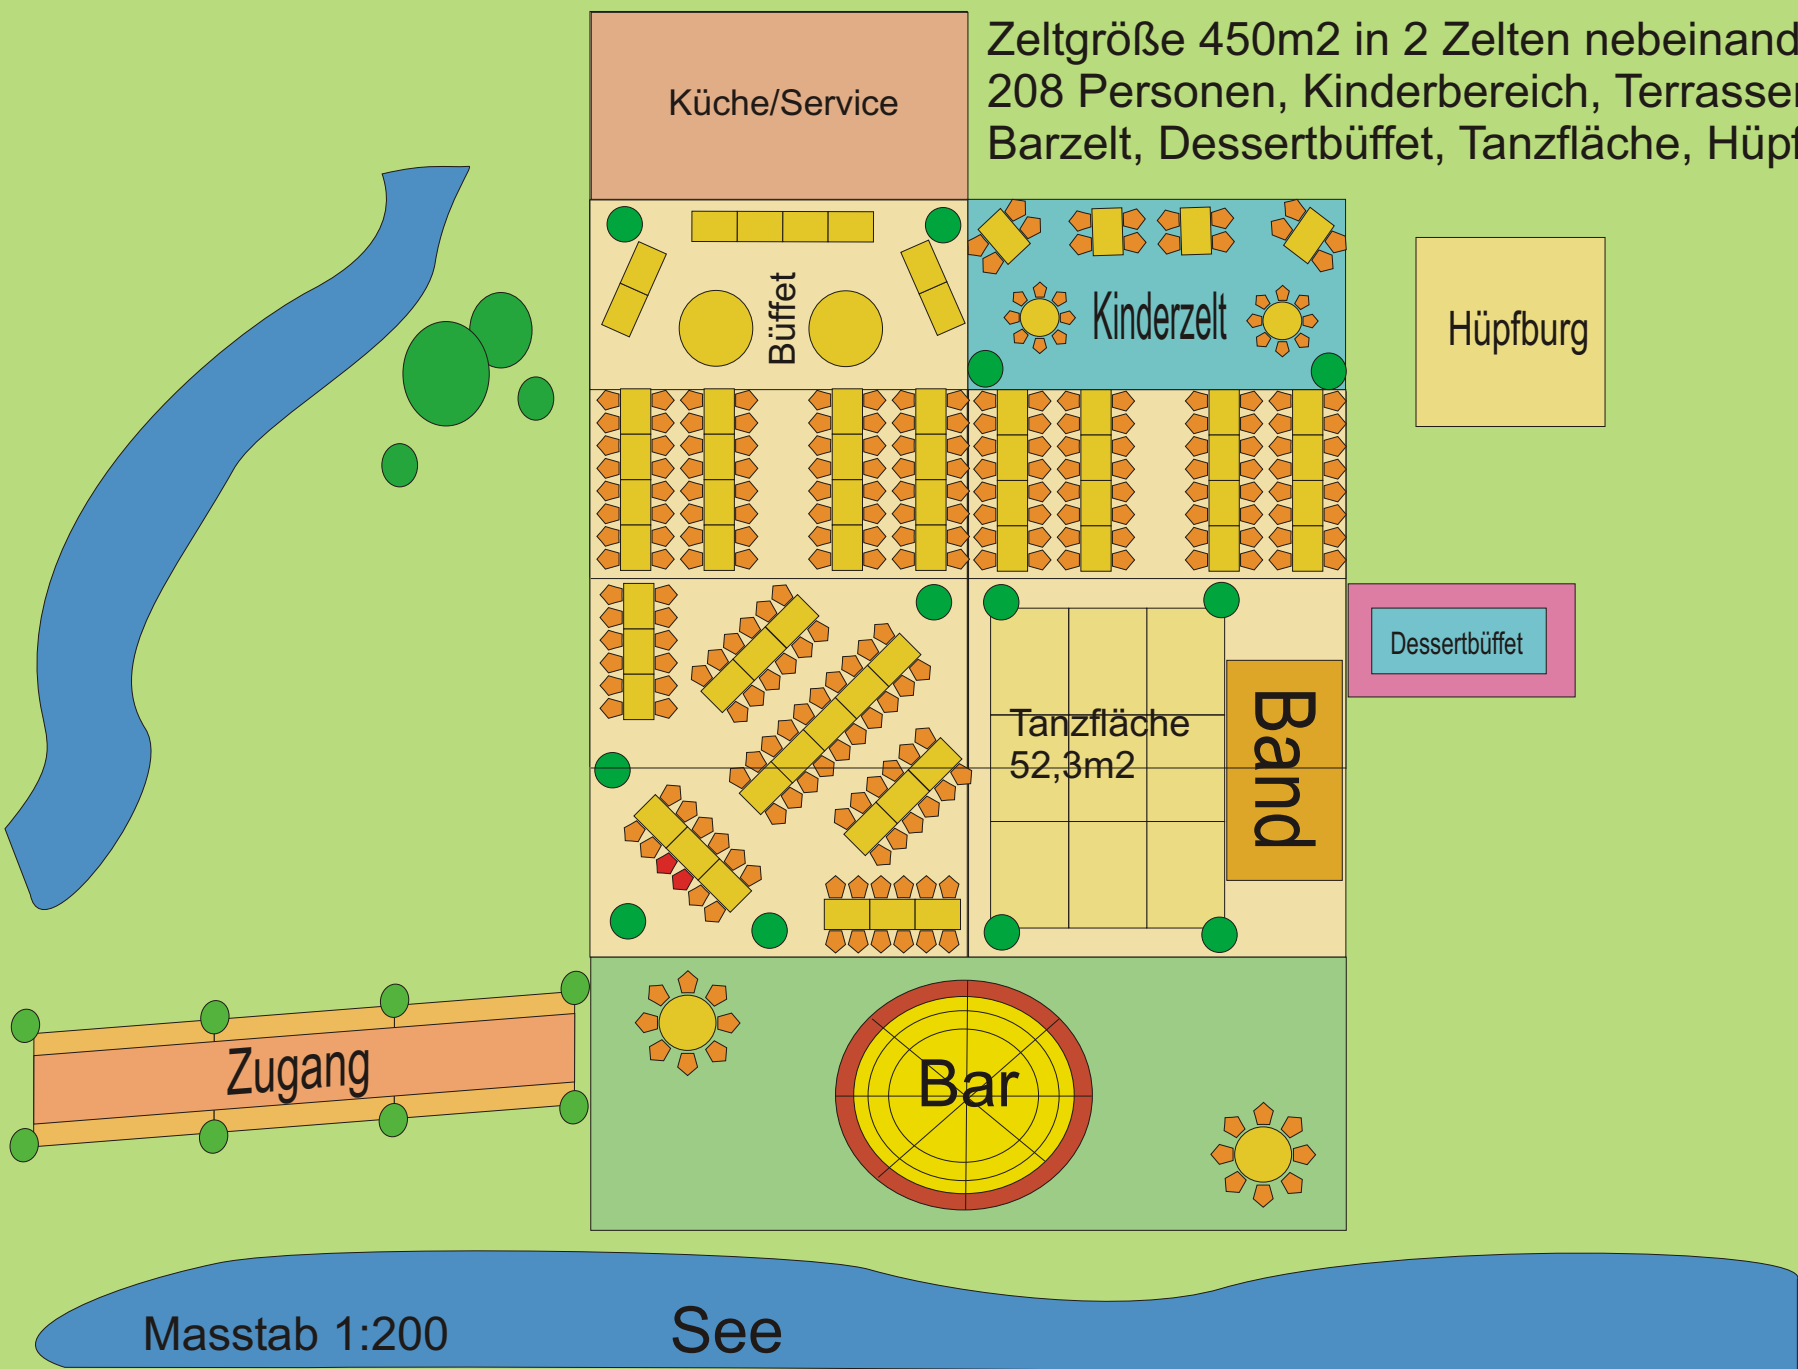 Zeltgröße 450m2 in 2 Zelten nebeinand
208 Personen, Kinderbereich, Terrassen
Barzelt, Dessertbüffet, Tanzfläche, Hüpf
Küche/Service
Büffet
Kinderzelt
Hüpfburg
Dessertbüffet
Tanzfläche
52,3m2
Band
Zugang
Bar
Masstab 1:200
See